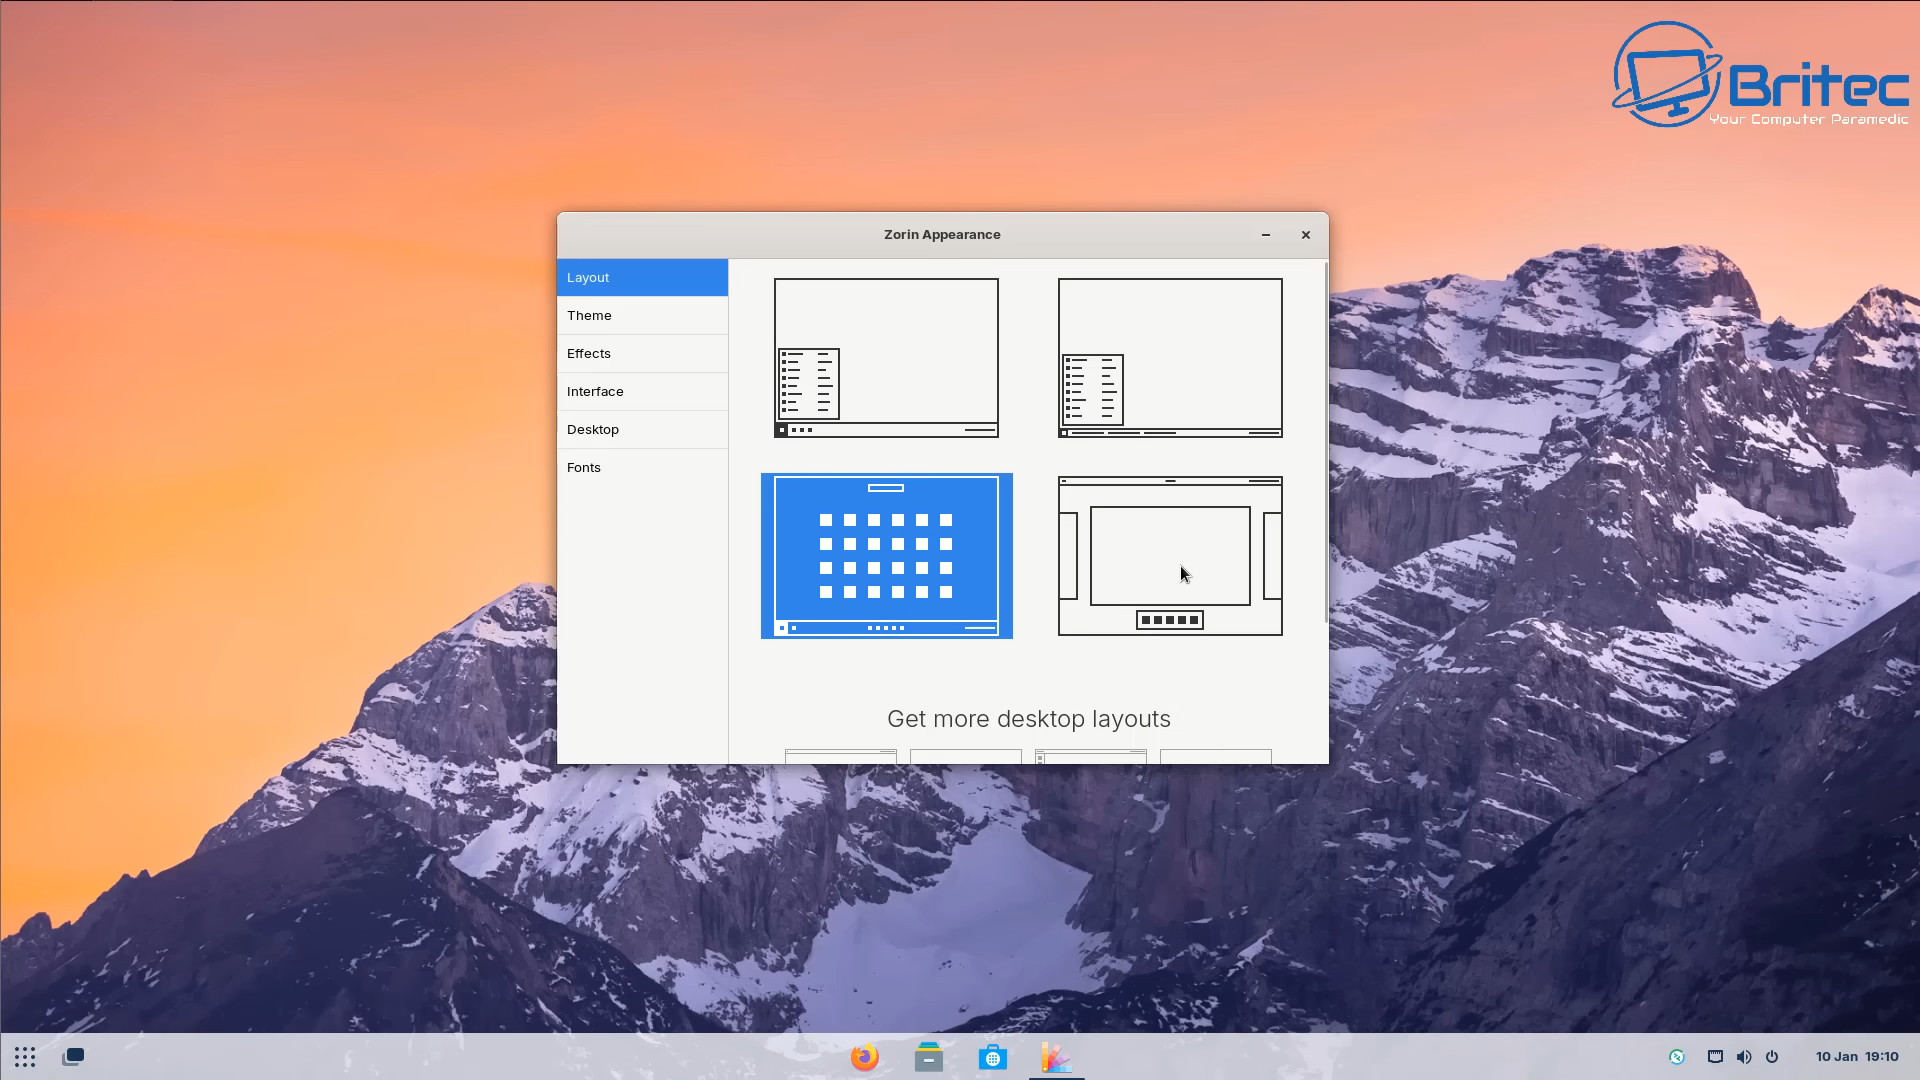 Britec
Your Computer Paramedic
Zorin Appearance
Layout
Theme
Effects
Interface
Desktop
Fonts
Get more desktop layouts
10 Jan 19:10